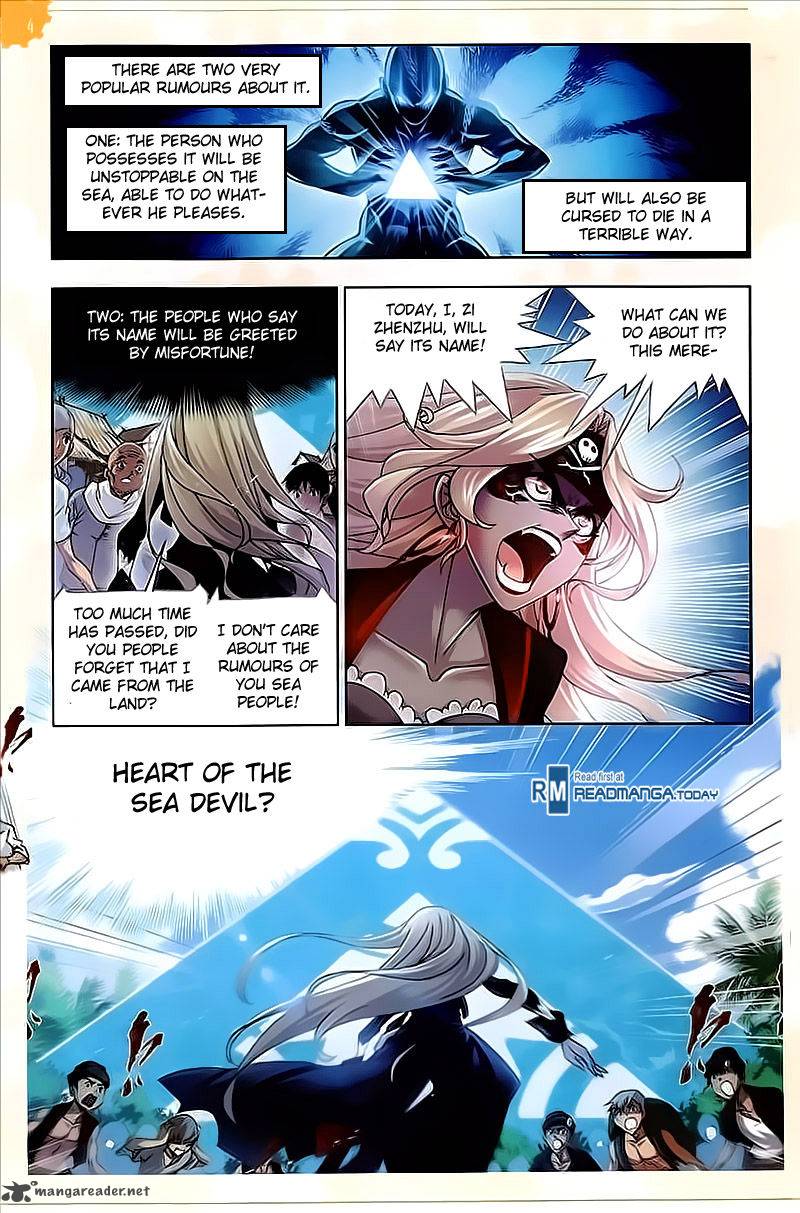 THERE ARE TWO VERY
POPULAR RUMOURS ABOUT IT.
ONE: THE PERSON WHO
POSSESSES IT WILL BE
UNSTOPPABLE ON THE
SEA, ABLE TO DO WHAT-
EVER HE PLEASES.
BUT WILL ALSO BE
CURSED TO DIE IN A
TERRIBLE WAY.
TWO: THE PEOPLE WHO SAY
ITS NAME WILL BE GREETED
BY MISFORTUNE!
TOO MUCH TIME
HAS PASSED, DID
YOU PEOPLE
FORGET THAT I
CAME FROM THE
LAND?
I DON'T CARE
ABOUT THE
RUMOURS OF
YOU SEA
PEOPLE!
TODAY, I, ZI
ZHENZHU, WILL
SAY ITS NAME!
WHAT CAN WE
DO ABOUT IT?
THIS MERE-
HEART OF THE
SEA DEVIL?
RM
Read first at
READMANGA.TODAY
mangareader.net